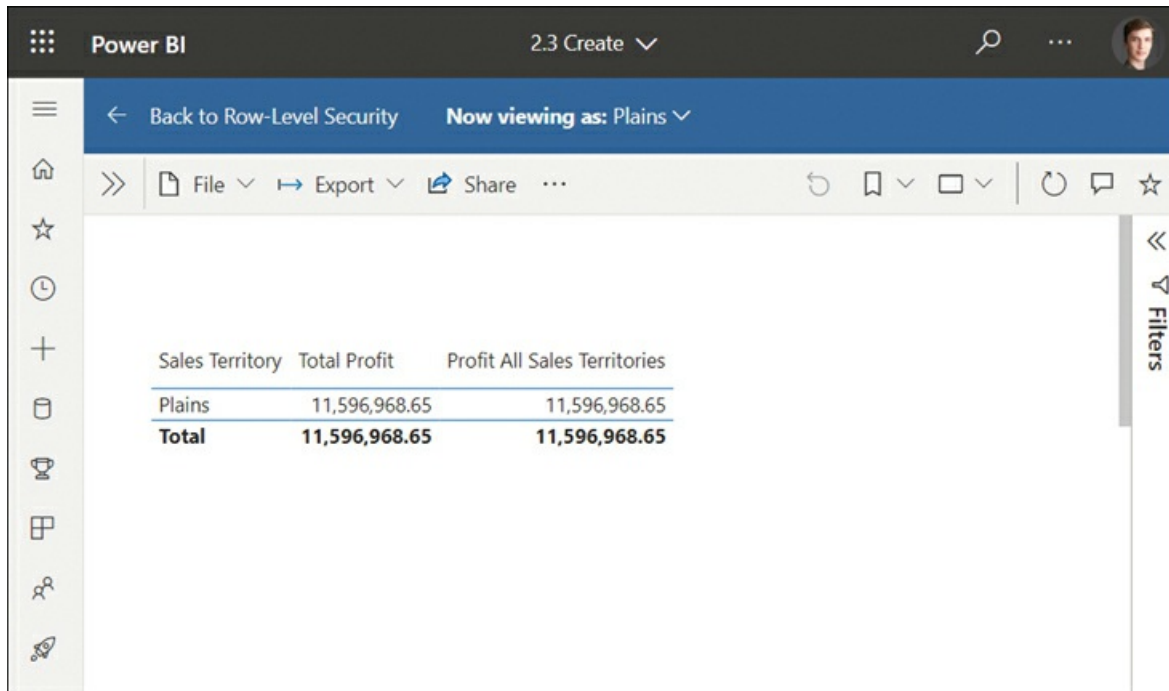 Power BI 2.3 Create
Back to Row-Level Security Now viewing as: Plains
File Export Share
Filters
Sales Territory Total Profit Profit All Sales Territories
Plains 11,596,968.65 11,596,968.65
Total 11,596,968.65 11,596,968.65